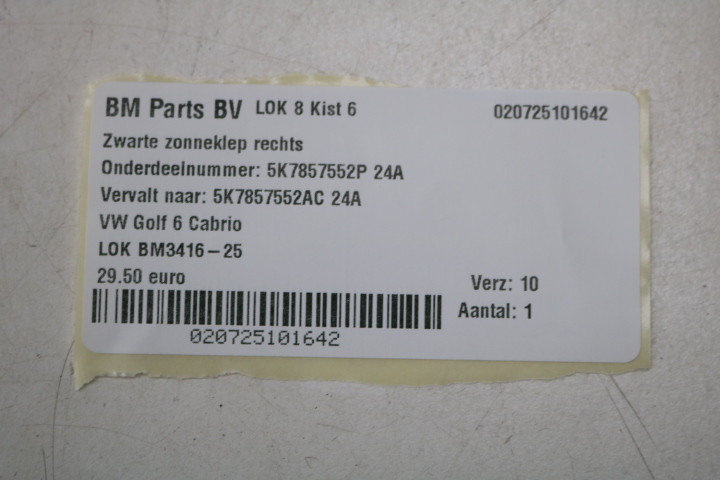 BM Parts BV LOK 8 Kist 6 020725101642
Zwarte zonneklep rechts
Onderdeelnummer: 5K7857552P 24A
Vervalt naar: 5K7857552AC 24A
VW Golf 6 Cabrio
LOK BM3416-25
29.50 euro Verz: 10
Aantal: 1
020725101642